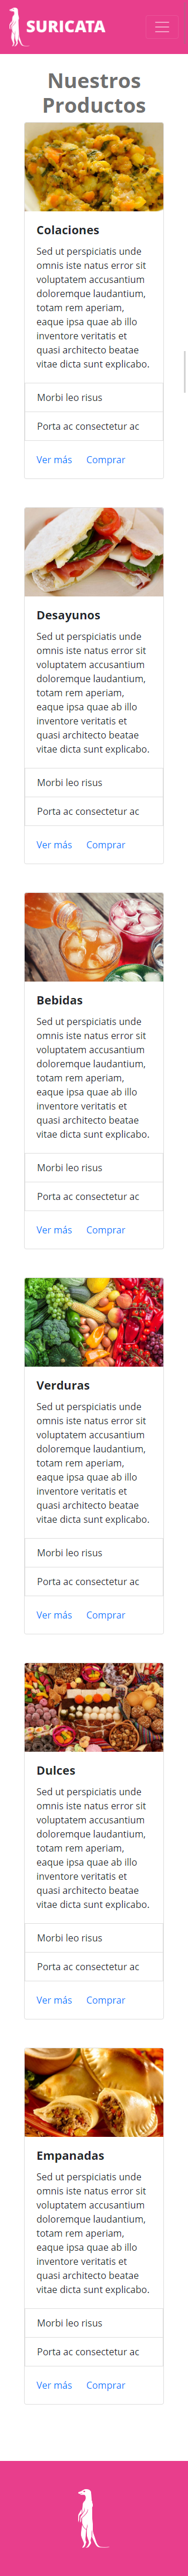 SURICATA
Nuestros
Productos
Colaciones
Sed ut perspiciatis unde
omnis iste natus error sit
voluptatem accusantium
doloremque laudantium,
totam rem aperiam,
eaque ipsa quae ab illo
inventore veritatis et
quasi architecto beatae
vitae dicta sunt explicabo.
Morbi leo risus
Porta ac consectetur ac
Ver más Comprar
Desayunos
Sed ut perspiciatis unde
omnis iste natus error sit
voluptatem accusantium
doloremque laudantium,
totam rem aperiam,
eaque ipsa quae ab illo
inventore veritatis et
quasi architecto beatae
vitae dicta sunt explicabo.
Morbi leo risus
Porta ac consectetur ac
Ver más Comprar
Bebidas
Sed ut perspiciatis unde
omnis iste natus error sit
voluptatem accusantium
doloremque laudantium,
totam rem aperiam,
eaque ipsa quae ab illo
inventore veritatis et
quasi architecto beatae
vitae dicta sunt explicabo.
Morbi leo risus
Porta ac consectetur ac
Ver más Comprar
Verduras
Sed ut perspiciatis unde
omnis iste natus error sit
voluptatem accusantium
doloremque laudantium,
totam rem aperiam,
eaque ipsa quae ab illo
inventore veritatis et
quasi architecto beatae
vitae dicta sunt explicabo.
Morbi leo risus
Porta ac consectetur ac
Ver más Comprar
Dulces
Sed ut perspiciatis unde
omnis iste natus error sit
voluptatem accusantium
doloremque laudantium,
totam rem aperiam,
eaque ipsa quae ab illo
inventore veritatis et
quasi architecto beatae
vitae dicta sunt explicabo.
Morbi leo risus
Porta ac consectetur ac
Ver más Comprar
Empanadas
Sed ut perspiciatis unde
omnis iste natus error sit
voluptatem accusantium
doloremque laudantium,
totam rem aperiam,
eaque ipsa quae ab illo
inventore veritatis et
quasi architecto beatae
vitae dicta sunt explicabo.
Morbi leo risus
Porta ac consectetur ac
Ver más Comprar